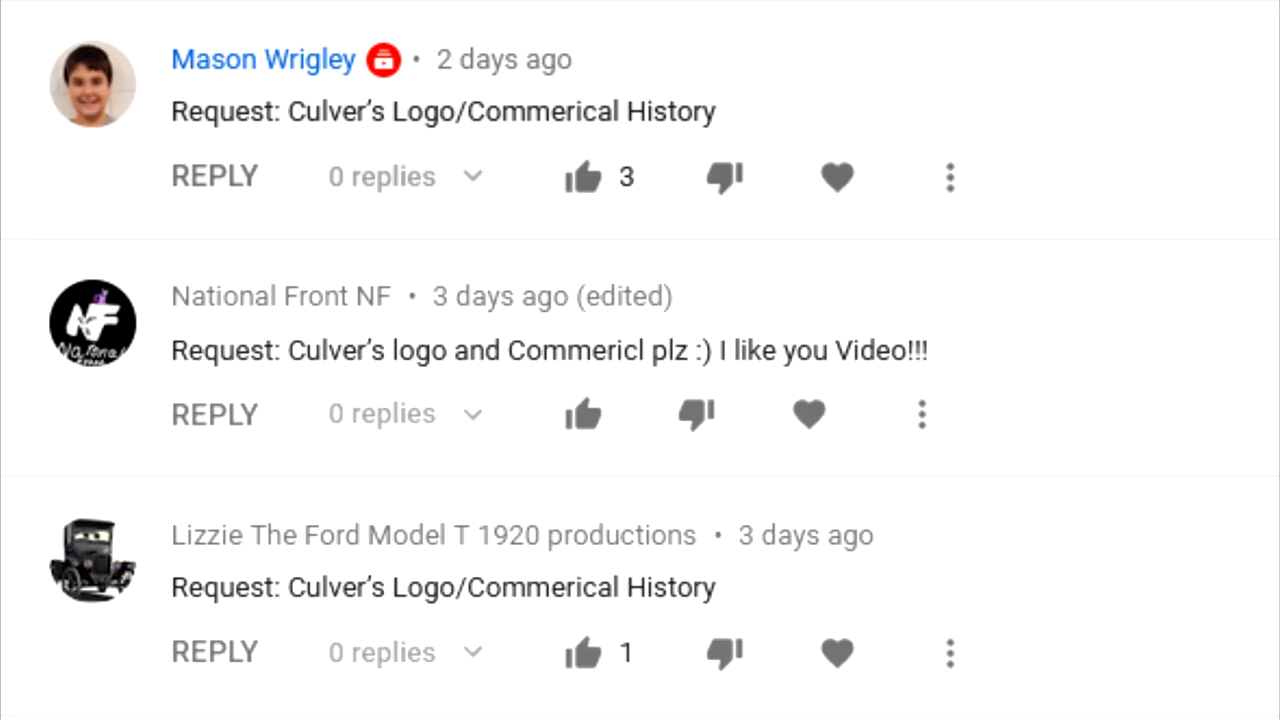 Mason Wrigley • 2 days ago
Request: Culver's Logo/Commerical History
REPLY 0 replies 3
NF
National Front NF • 3 days ago (edited)
Request: Culver's logo and Commericl plz :) I like you Video!!!
REPLY 0 replies
Lizzie The Ford Model T 1920 productions • 3 days ago
Request: Culver's Logo/Commerical History
REPLY 0 replies 1